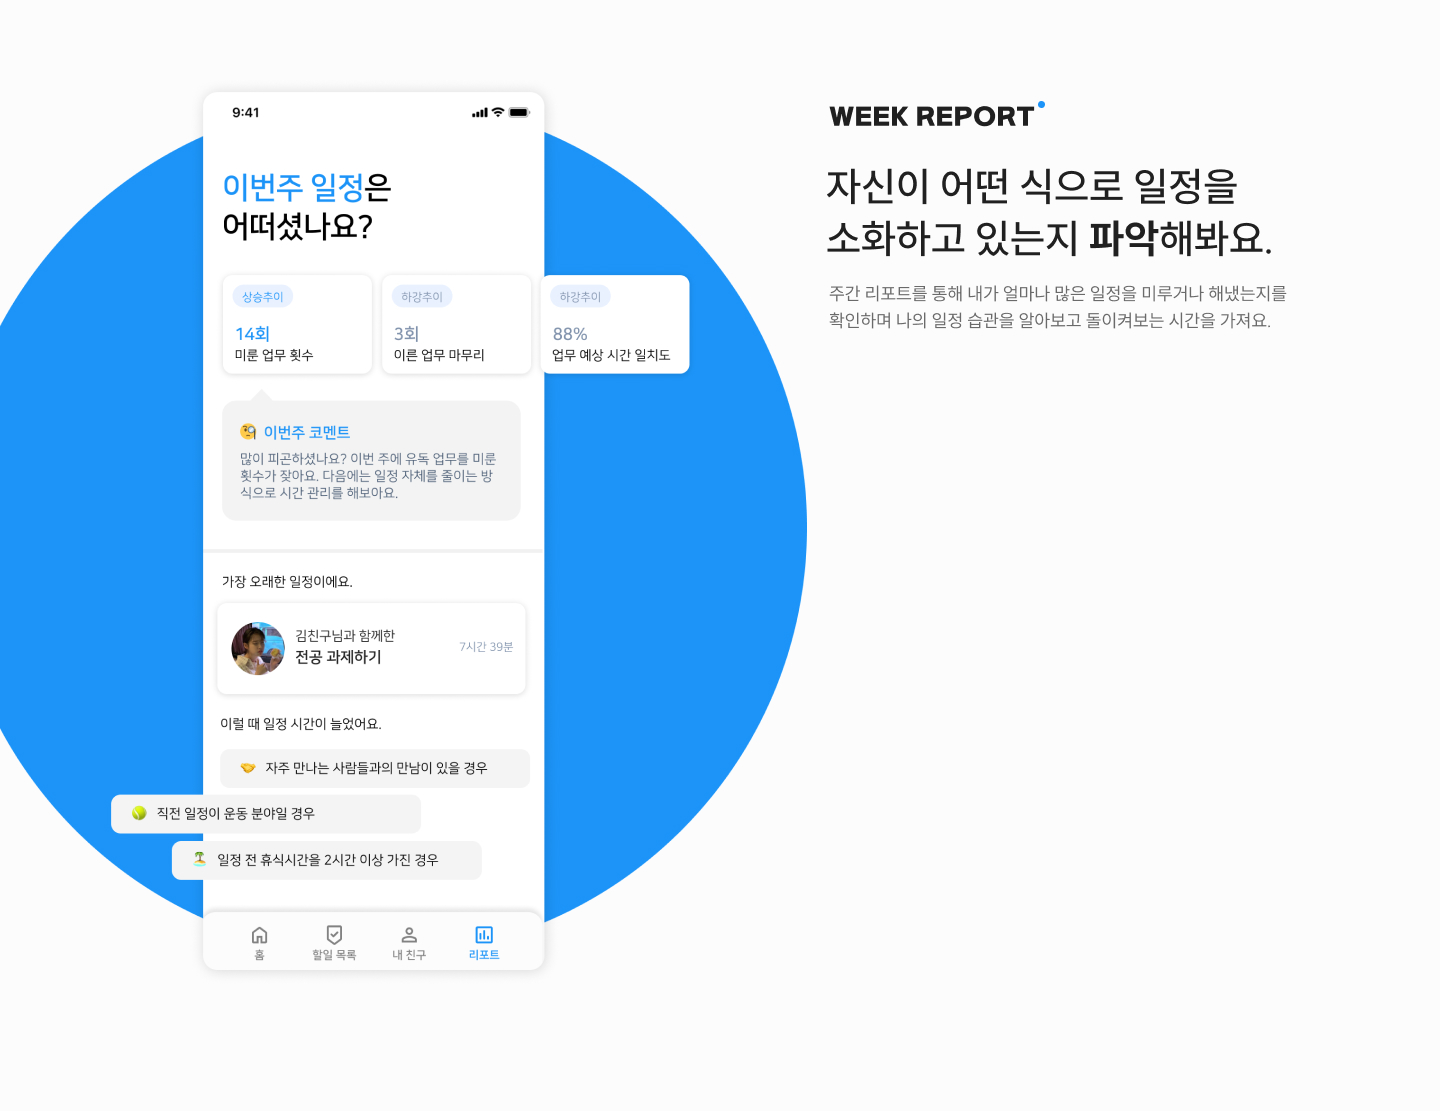 9:41
이번주 일정은
어떠셨나요?
상승추이
14회
미룬 업무 횟수
하강추이
3회
이른 업무 마무리
하강추이
88%
업무 예상 시간 일치도
이번주 코멘트
많이 피곤하셨나요? 이번 주에 유독 업무를 미룬
횟수가 잦아요. 다음에는 일정 자체를 줄이는 방
식으로 시간 관리를 해보아요.
가장 오래한 일정이에요.
김친구님과 함께한
전공 과제하기
7시간 39분
이럴 때 일정 시간이 늘었어요.
자주 만나는 사람들과의 만남이 있을 경우
직전 일정이 운동 분야일 경우
일정 전 휴식시간을 2시간 이상 가진 경우
홈
할일 목록
내 친구
리포트
WEEK REPORT
자신이 어떤 식으로 일정을
소화하고 있는지 파악해봐요.
주간 리포트를 통해 내가 얼마나 많은 일정을 미루거나 해냈는지를
확인하며 나의 일정 습관을 알아보고 돌이켜보는 시간을 가져요.